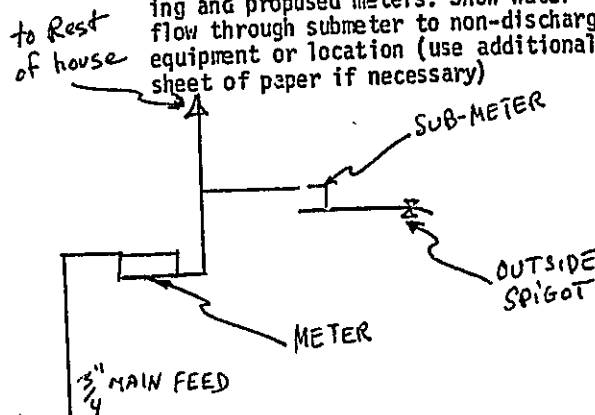 ing and propused meters. Show water
flow through submeter to non-discharg
equipment or location (use additional
sheet of paper if necessary)
to Rest
of house
SUB-METER
OUTSIDE
SPIGOT
METER
3/4" MAIN FEED